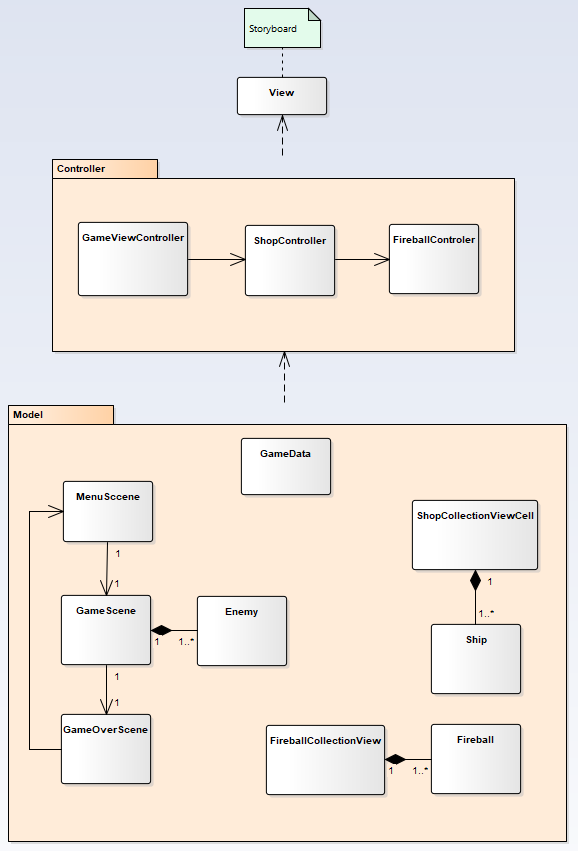 Storyboard
View
Controller
GameViewController
ShopController
FireballControler
Model
GameData
MenuSccene
ShopCollectionViewCell
1
1
1
GameScene
Enemy
1..*
Ship
1
1..*
1
1
GameOverScene
FireballCollectionView
Fireball
1
1..*